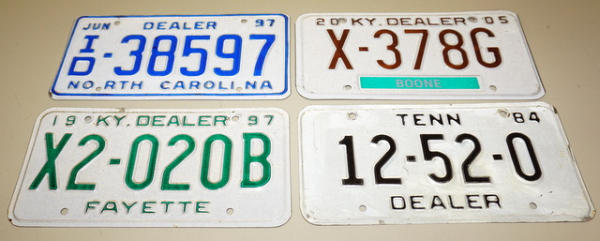 JUN DEALER 97
ID-38597
NORTH CAROLINA
20 KY. DEALER 05
X-378G
BOONE
19 KY. DEALER 97
X2-020B
FAYETTE
TENN 84
12-52-0
DEALER